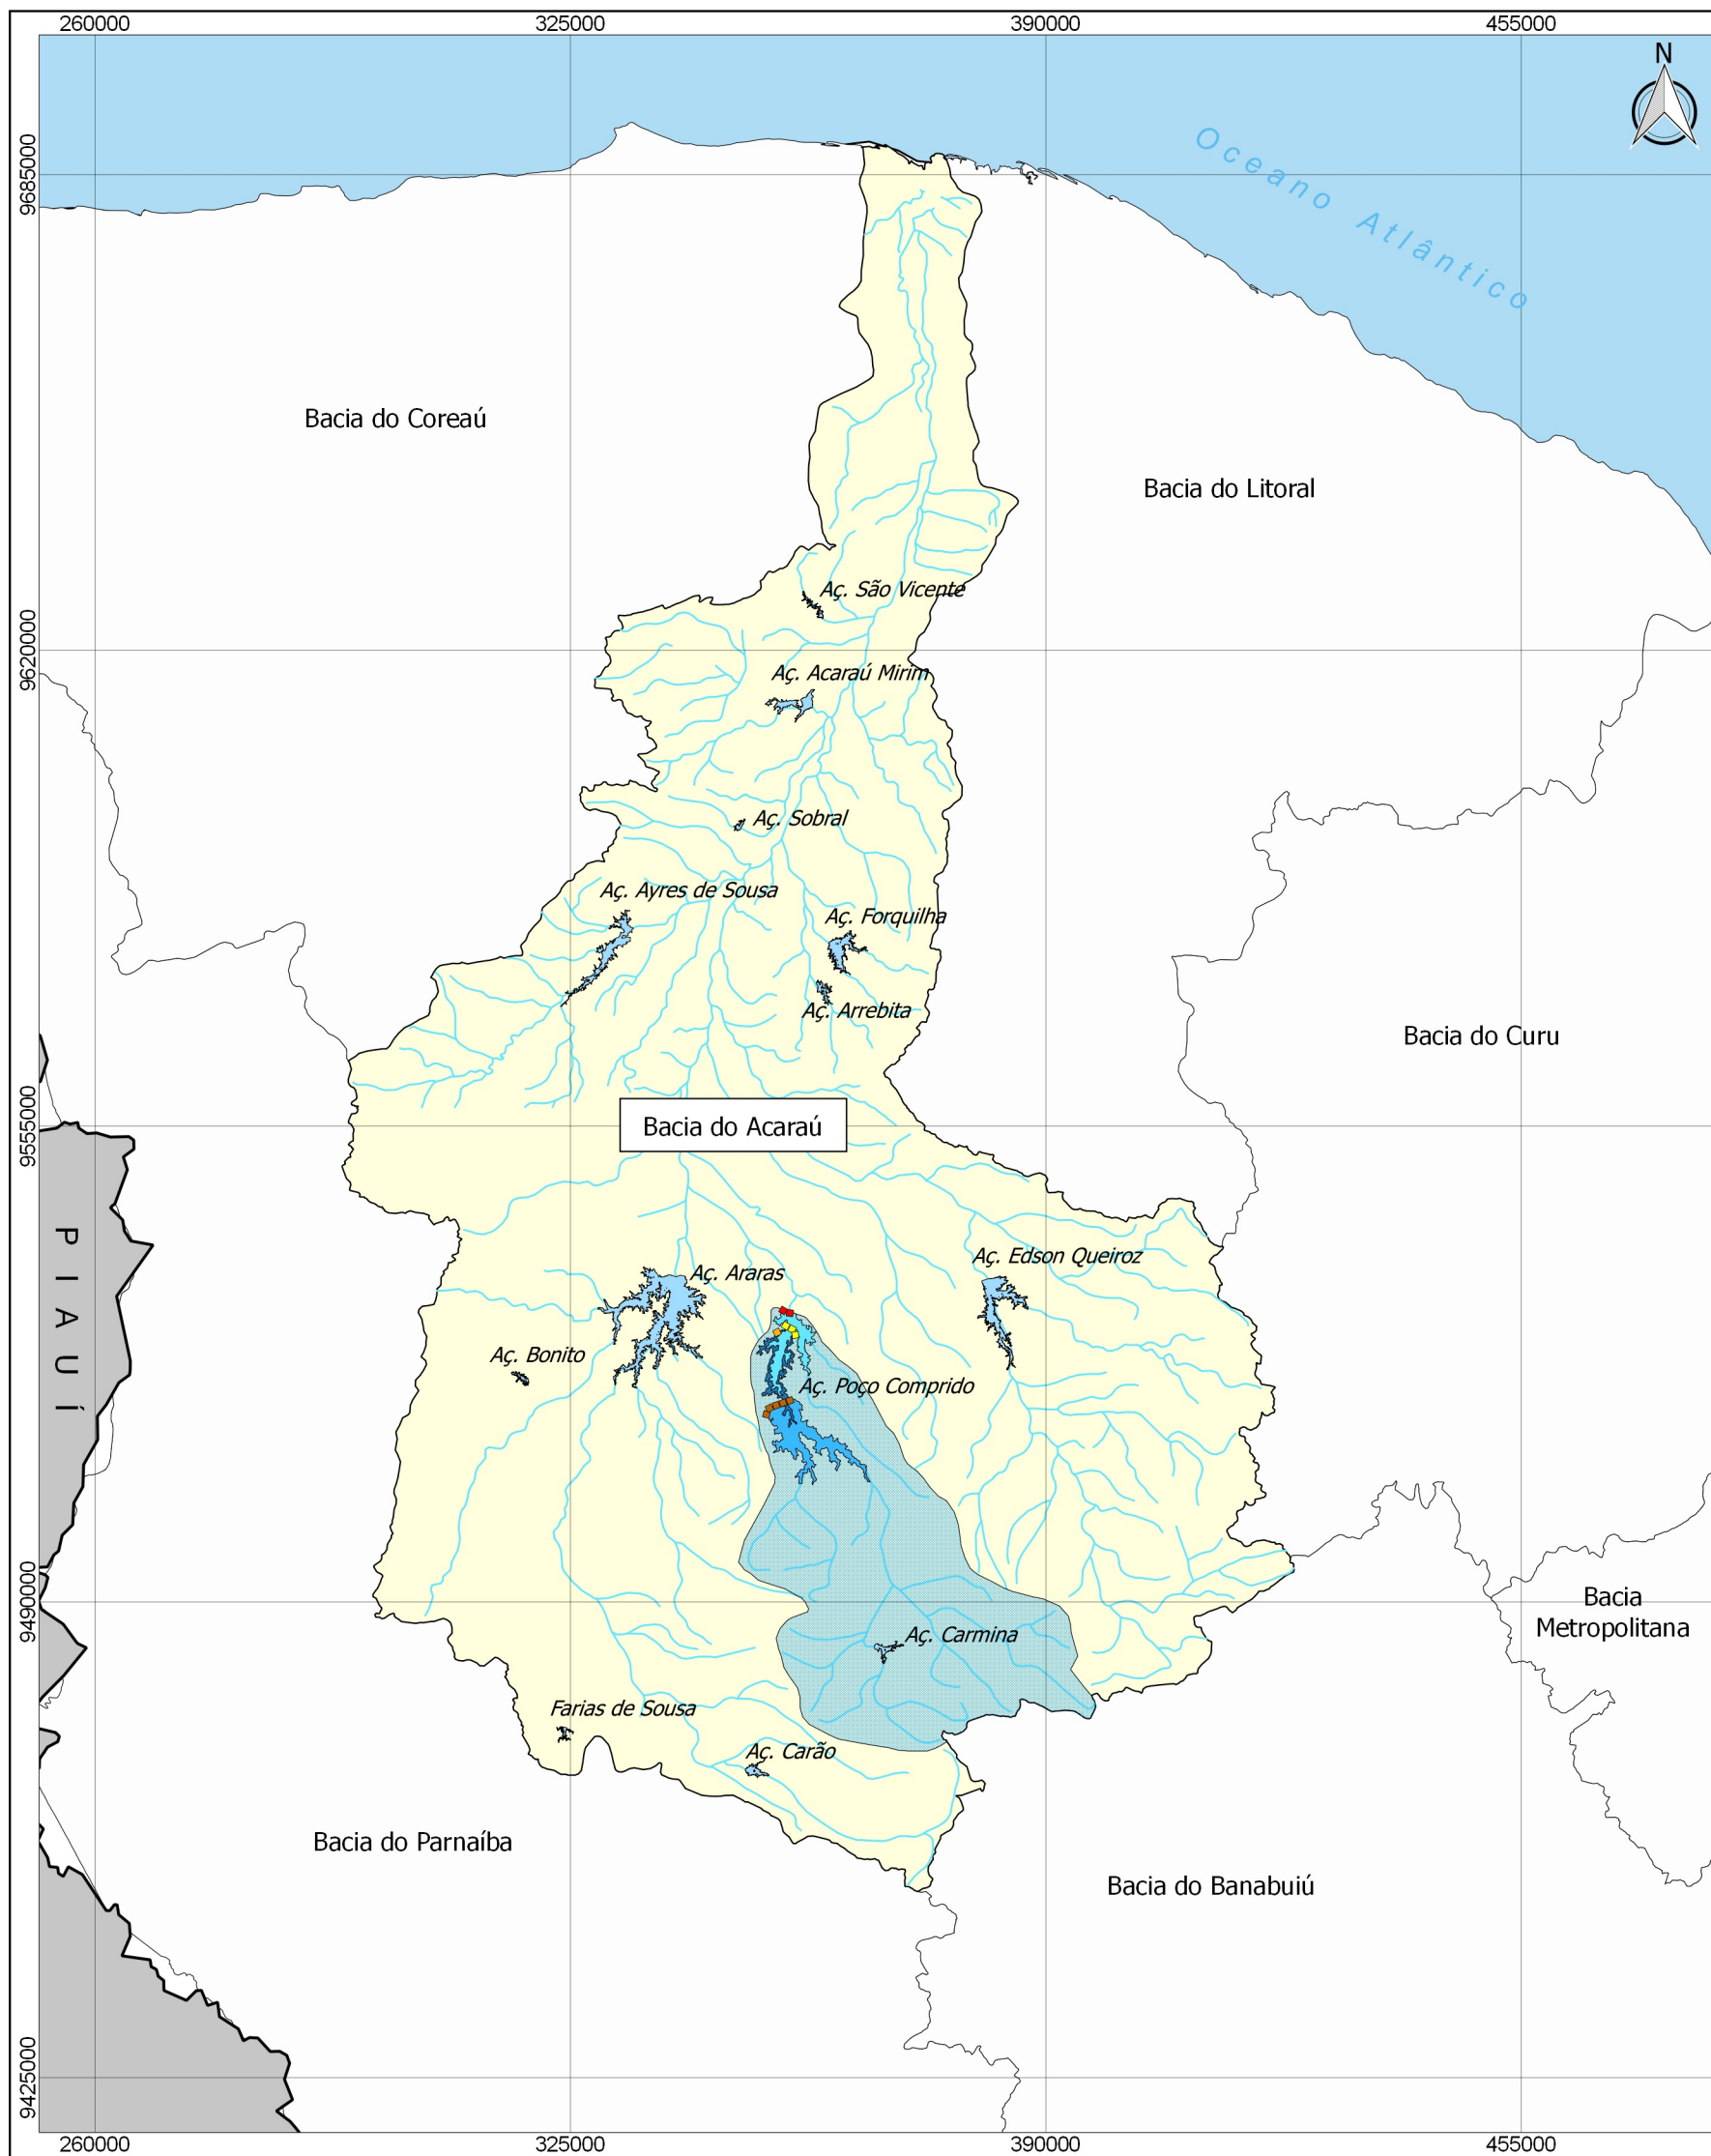 260000
325000
390000
455000
N
Oceano Atlântico
9685000
Bacia do Coreaú
Bacia do Litoral
Aç. São Vicente
9620000
Aç. Acaraú Mirim
Aç. Sobral
Aç. Ayres de Sousa
Aç. Forquilha
Aç. Arrebita
Bacia do Curu
9555000
Bacia do Acaraú
PIAUÍ
Aç. Edson Queiroz
Aç. Araras
Aç. Bonito
Aç. Poço Comprido
9490000
Bacia
Metropolitana
Aç. Carmina
Farias de Sousa
Aç. Carão
Bacia do Parnaíba
Bacia do Banabuiú
9425000
260000
325000
390000
455000